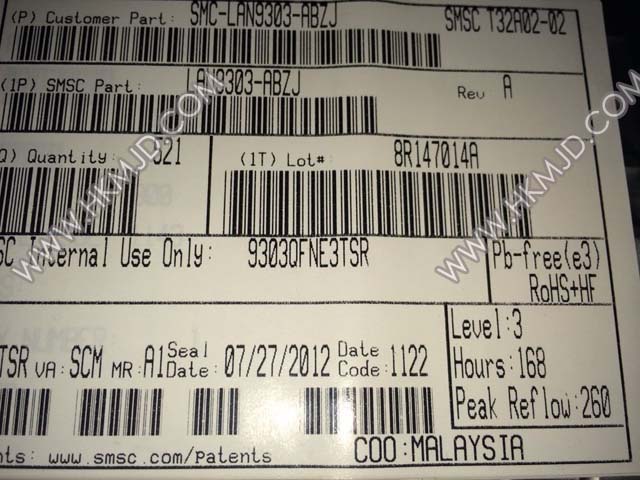 (P) Customer Part: SMC-LAN9303-ABZJ SMSC T32A02-02
(1P) SMSC Part: LAN9303-ABZJ Rev A
Q) Quantity: 521 (1T) Lot# 8R147014A
SC Internal Use Only: 9303QFNE3TSR Pb-free(e3)
RoHS+HF
TSR VA: SCM MR: A1 Seal Date: 07/27/2012 Date Code: 1122
Level: 3
Hours: 168
Peak Reflow: 260
nts: www.smsc.com/patents COO: MALAYSIA
WWW.HKMJD.COM
WWW.HKMJD.COM